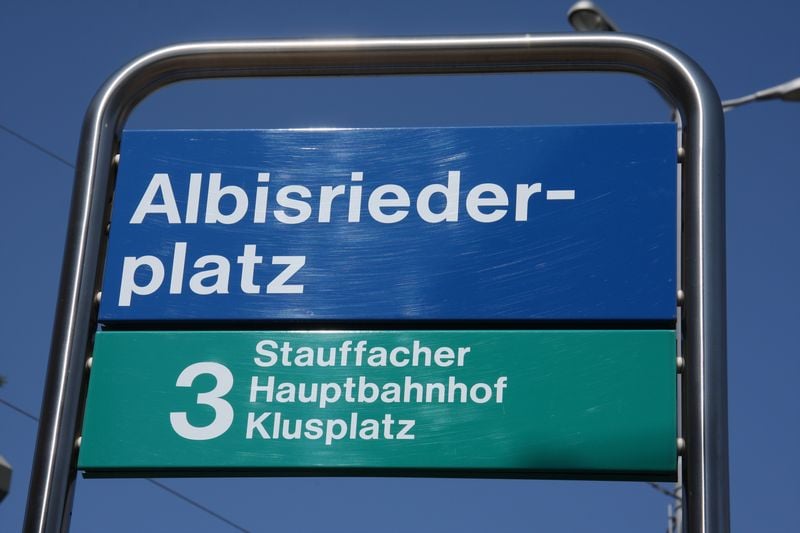 Albisrieder-
platz
3 Stauffacher
Hauptbahnhof
Klusplatz